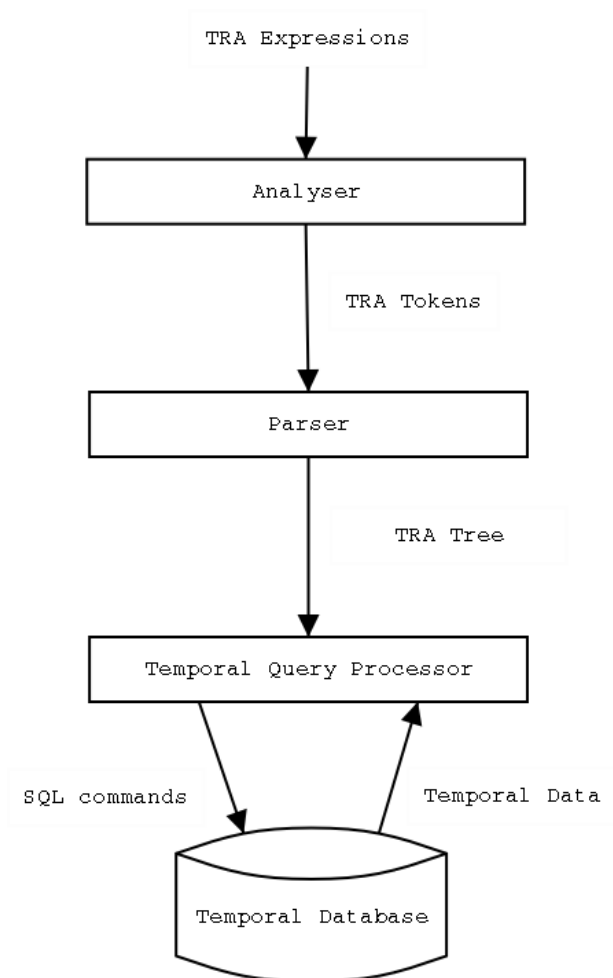 TRA Expressions
Analyser
TRA Tokens
Parser
TRA Tree
Temporal Query Processor
SQL commands
Temporal Data
Temporal Database